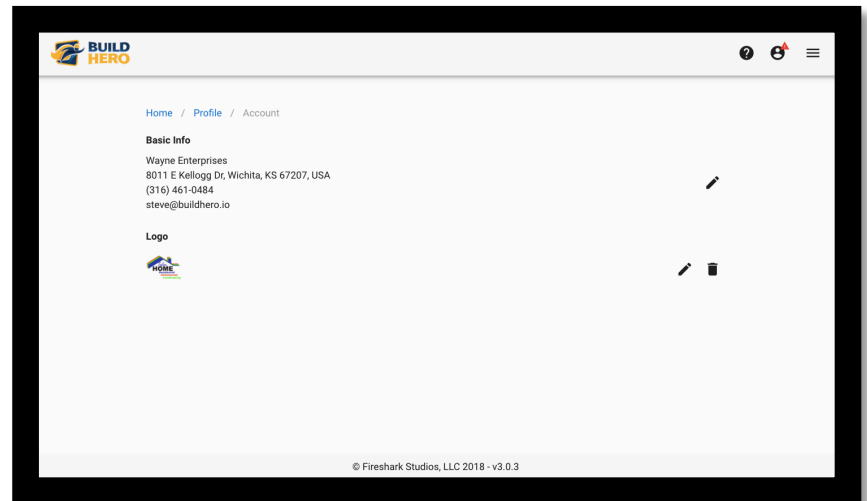 BUILD
HERO
Home / Profile / Account
Basic Info
Wayne Enterprises
8011 E Kellogg Dr, Wichita, KS 67207, USA
(316) 461-0484
steve@buildhero.io
Logo
HOME
© Fireshark Studios, LLC 2018 - v3.0.3